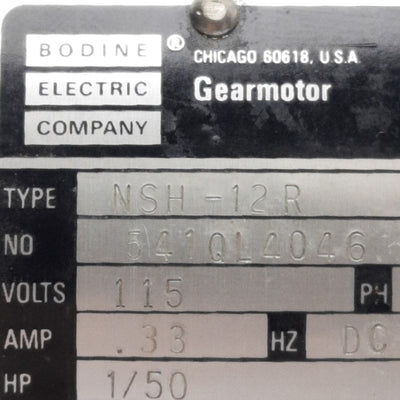 BODINE ® CHICAGO 60618, U.S.A.
ELECTRIC Gearmotor
COMPANY
TYPE NSH-12R
NO 541QL4046
VOLTS 115 PH
AMP .33 HZ DC
HP 1/50